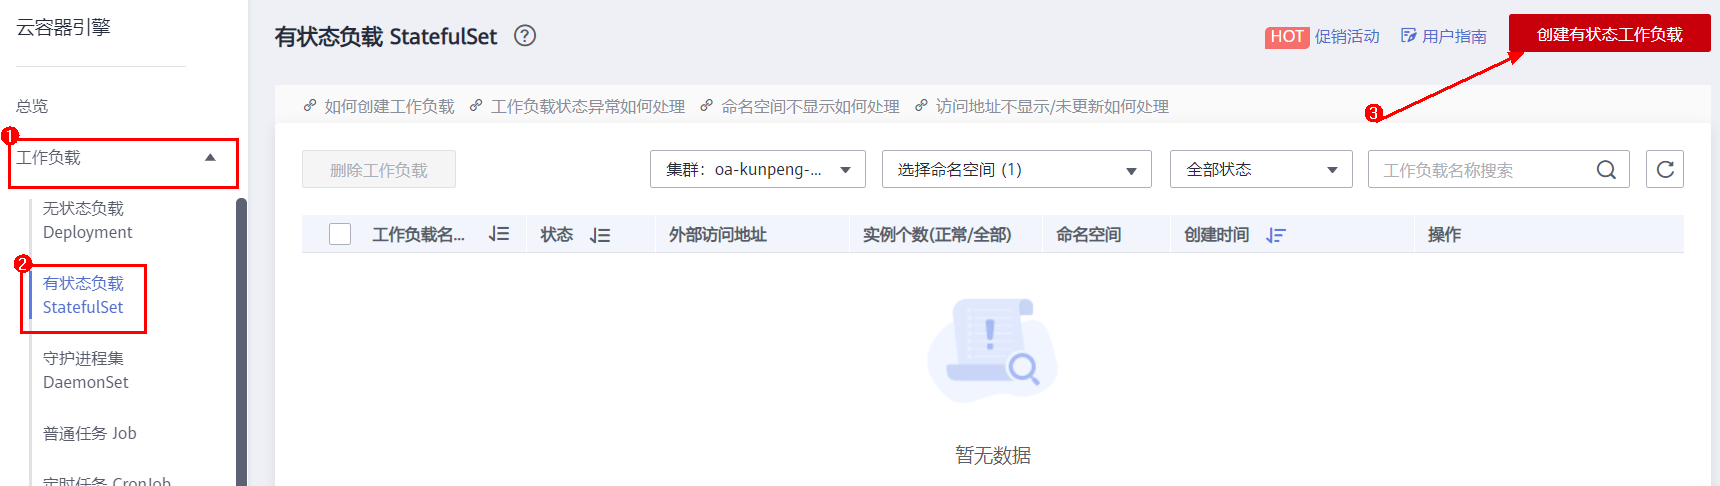 云容器引擎
总览
1
工作负载
无状态负载
Deployment
2
有状态负载
StatefulSet
守护进程集
DaemonSet
普通任务 Job
定时任务 CronJob
有状态负载 StatefulSet ?
HOT 促销活动 用户指南 创建有状态工作负载
3
如何创建工作负载 工作负载状态异常如何处理 命名空间不显示如何处理 访问地址不显示/未更新如何处理
删除工作负载 集群：oa-kunpeng-... 选择命名空间 (1) 全部状态 工作负载名称搜索
工作负载名... 状态 外部访问地址 实例个数(正常/全部) 命名空间 创建时间 操作
暂无数据